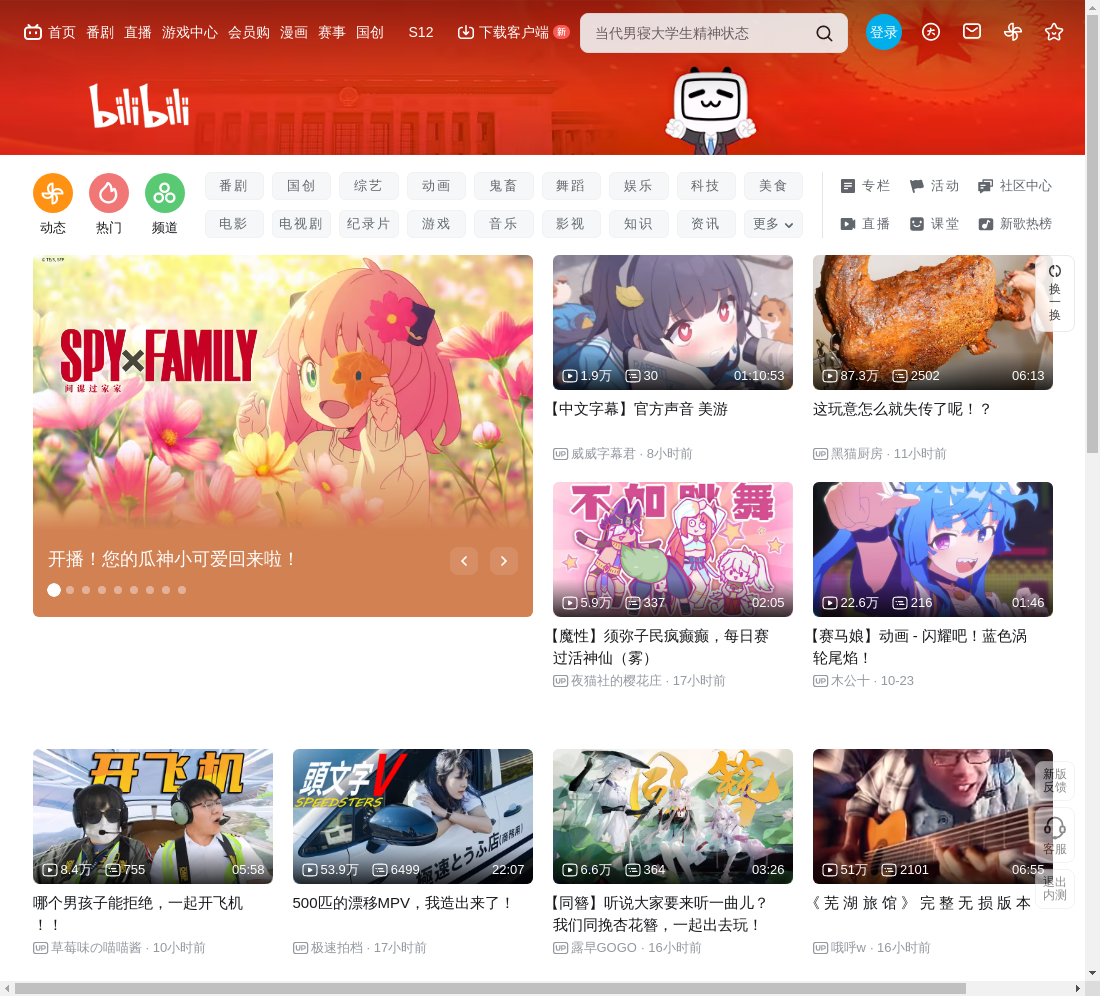 首页 番剧 直播 游戏中心 会员购 漫画 赛事 国创 S12 下载客户端 新 当代男寝大学生精神状态 登录
bilibili
番剧 国创 综艺 动画 鬼畜 舞蹈 娱乐 科技 美食 专栏 活动 社区中心
动态 热门 频道
电影 电视剧 纪录片 游戏 音乐 影视 知识 资讯 更多 直播 课堂 新歌热榜
SPY×FAMILY
间谍过家家
开播！您的瓜神小可爱回来啦！
1.9万 30 01:10:53
【中文字幕】官方声音 美游
UP 威威字幕君 · 8小时前
87.3万 2502 06:13
这玩意怎么就失传了呢！？
UP 黑猫厨房 · 11小时前
换
一
换
不如跳舞
5.9万 337 02:05
【魔性】须弥子民疯癫癫，每日赛
过活神仙（雾）
UP 夜猫社的樱花庄 · 17小时前
22.6万 216 01:46
【赛马娘】动画 - 闪耀吧！蓝色涡
轮尾焰！
UP 木公十 · 10-23
开飞机
8.4万 755 05:58
哪个男孩子能拒绝，一起开飞机
！！
UP 草莓味の喵喵酱 · 10小时前
頭文字V
SPEEDSTERS
極速とうふ店(商務用)
53.9万 6499 22:07
500匹的漂移MPV，我造出来了！
UP 极速拍档 · 17小时前
同簪
6.6万 364 03:26
【同簪】听说大家要来听一曲儿？
我们同挽杏花簪，一起出去玩！
UP 露早GOGO · 16小时前
51万 2101 06:55
《芜湖旅馆》完整无损版本
UP 哦呼w · 16小时前
新版
反馈
客服
退出
内测